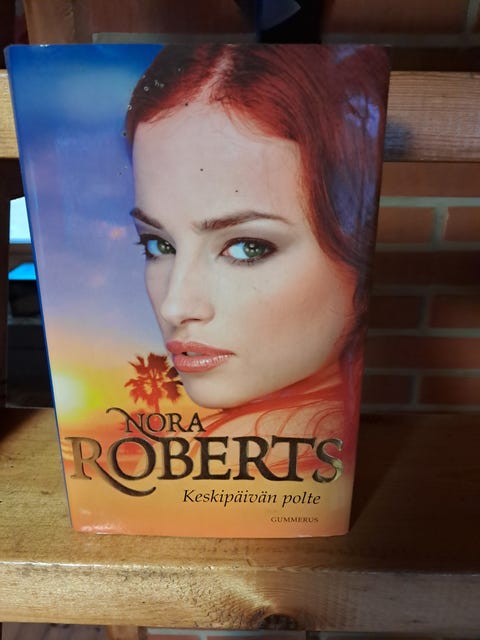 NORA
ROBERTS
Keskipäivän polte
GUMMERUS